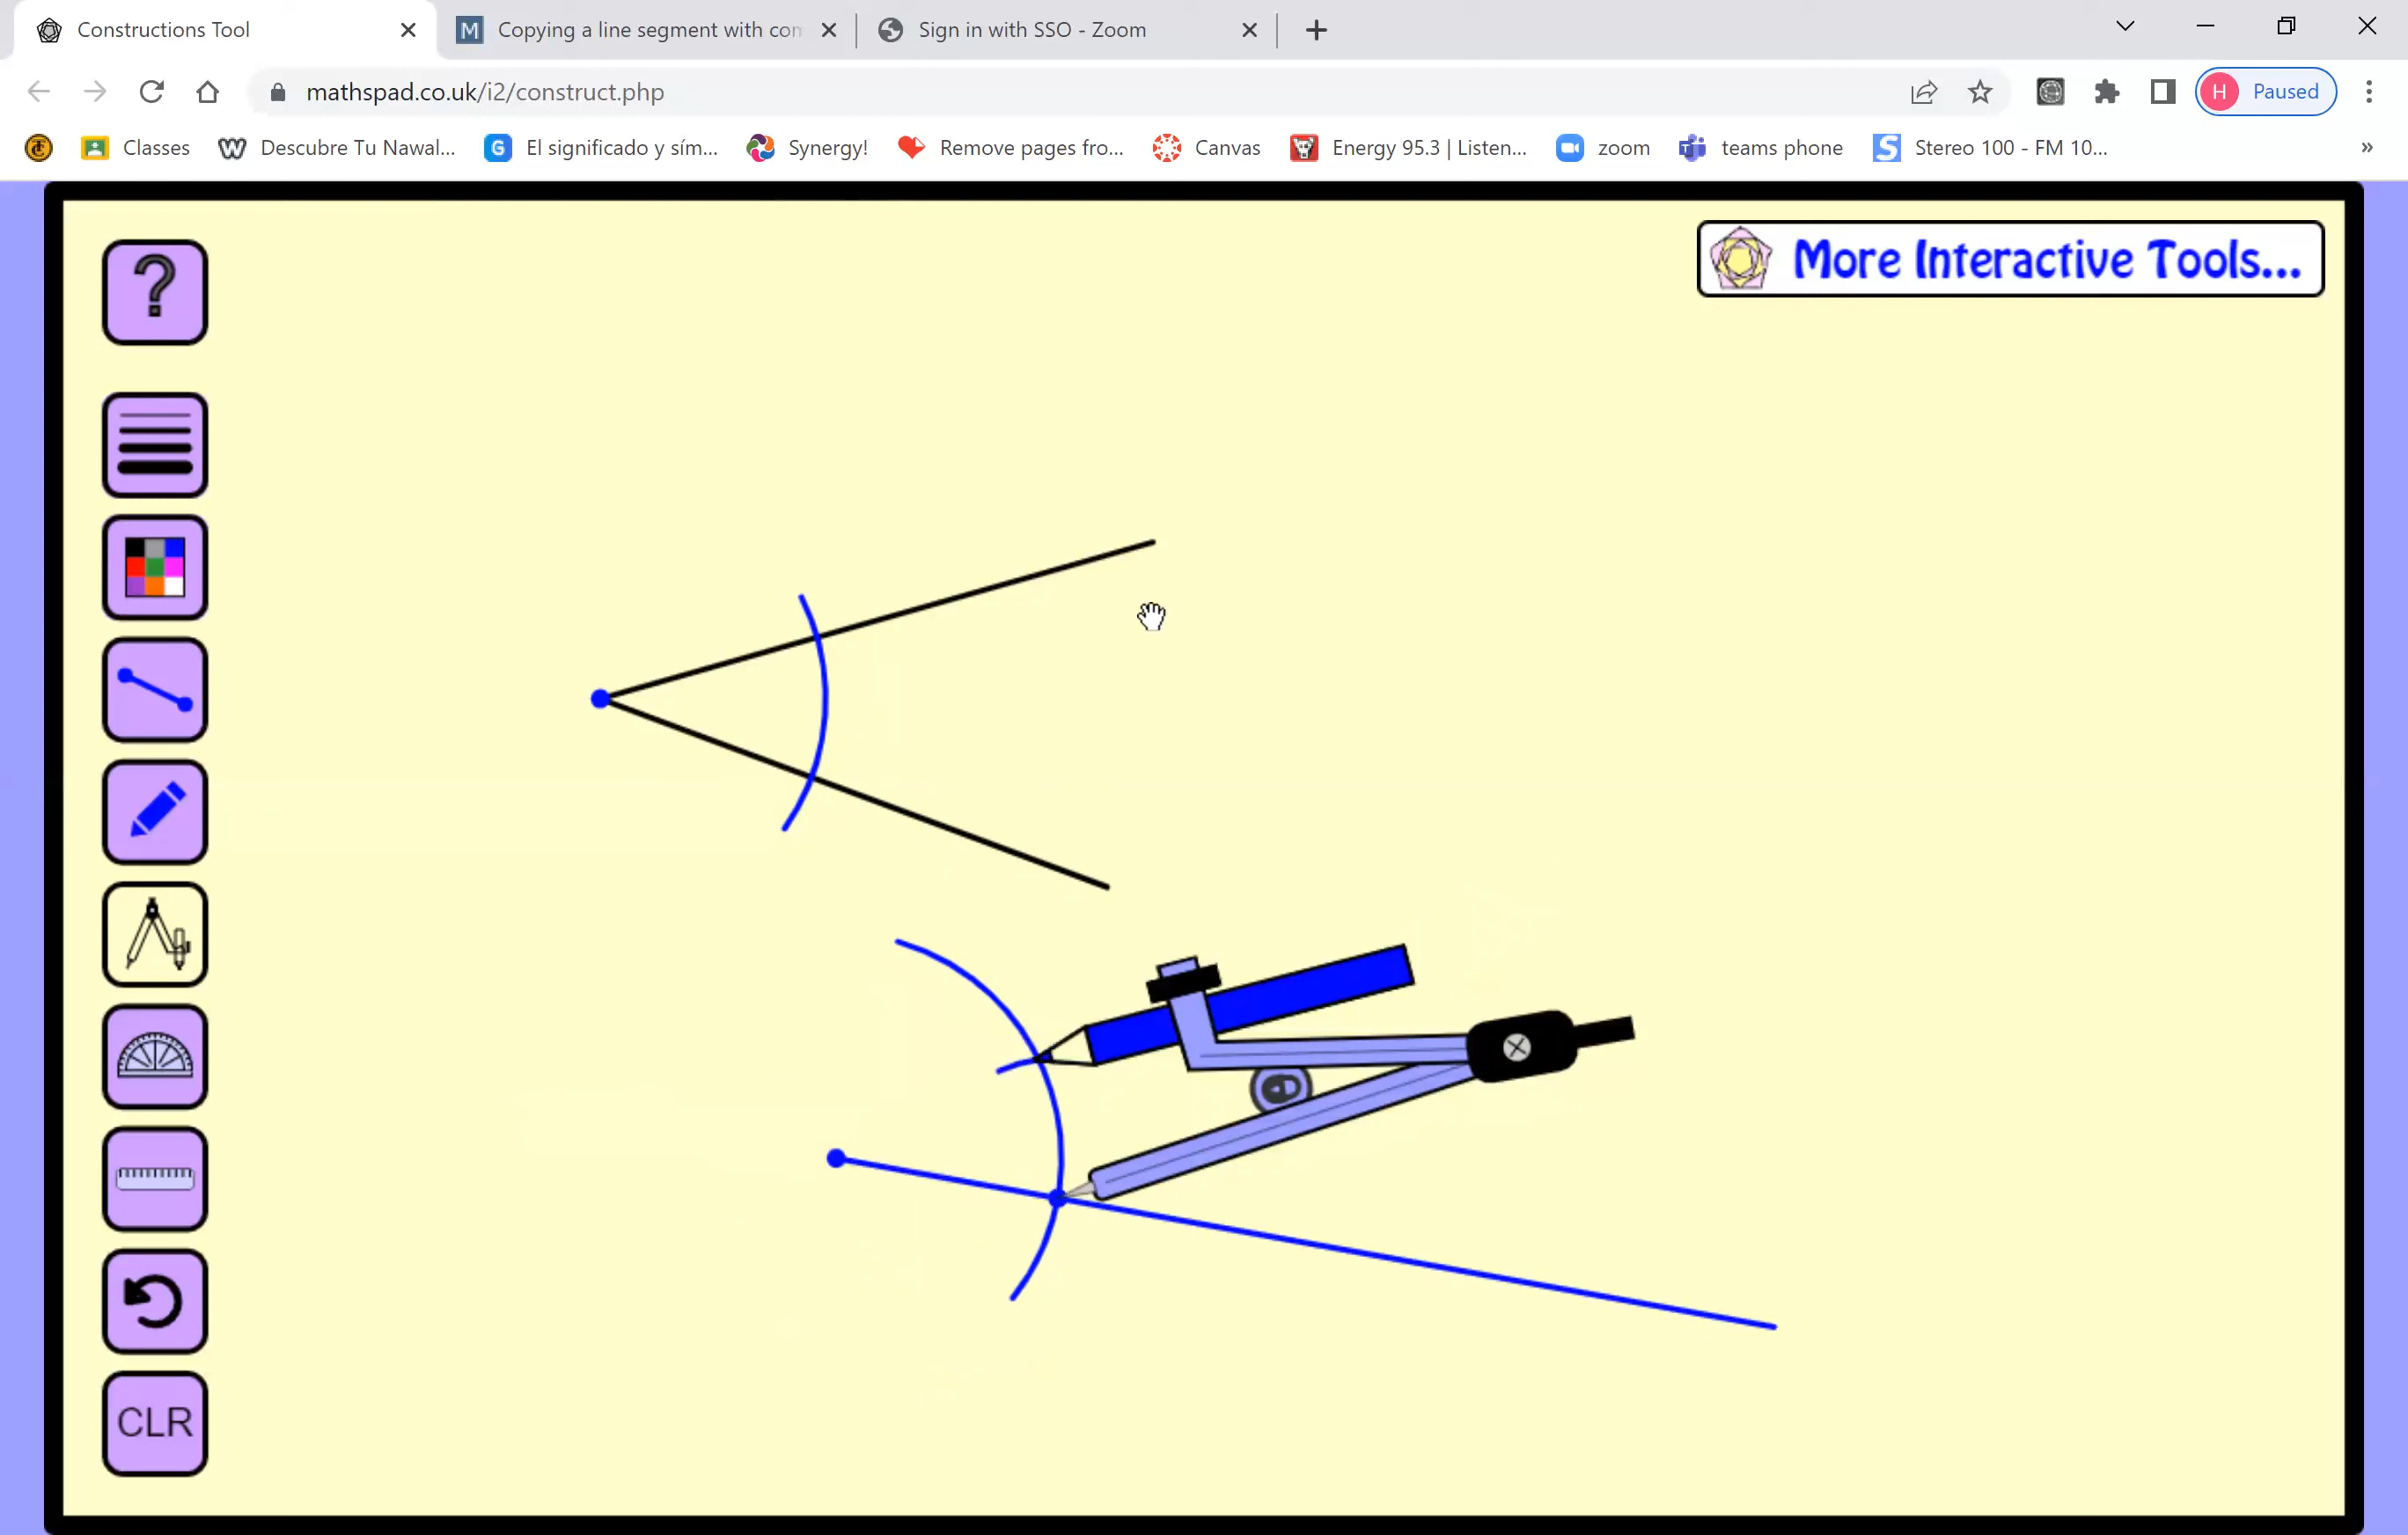 Constructions Tool
Copying a line segment with con
Sign in with SSO - Zoom
mathspad.co.uk/i2/construct.php
H Paused
Classes
Descubre Tu Nawal...
G El significado y sím...
Synergy!
Remove pages fro...
Canvas
Energy 95.3 | Listen...
zoom
teams phone
S Stereo 100 - FM 10...
»
More Interactive Tools...
?
CLR